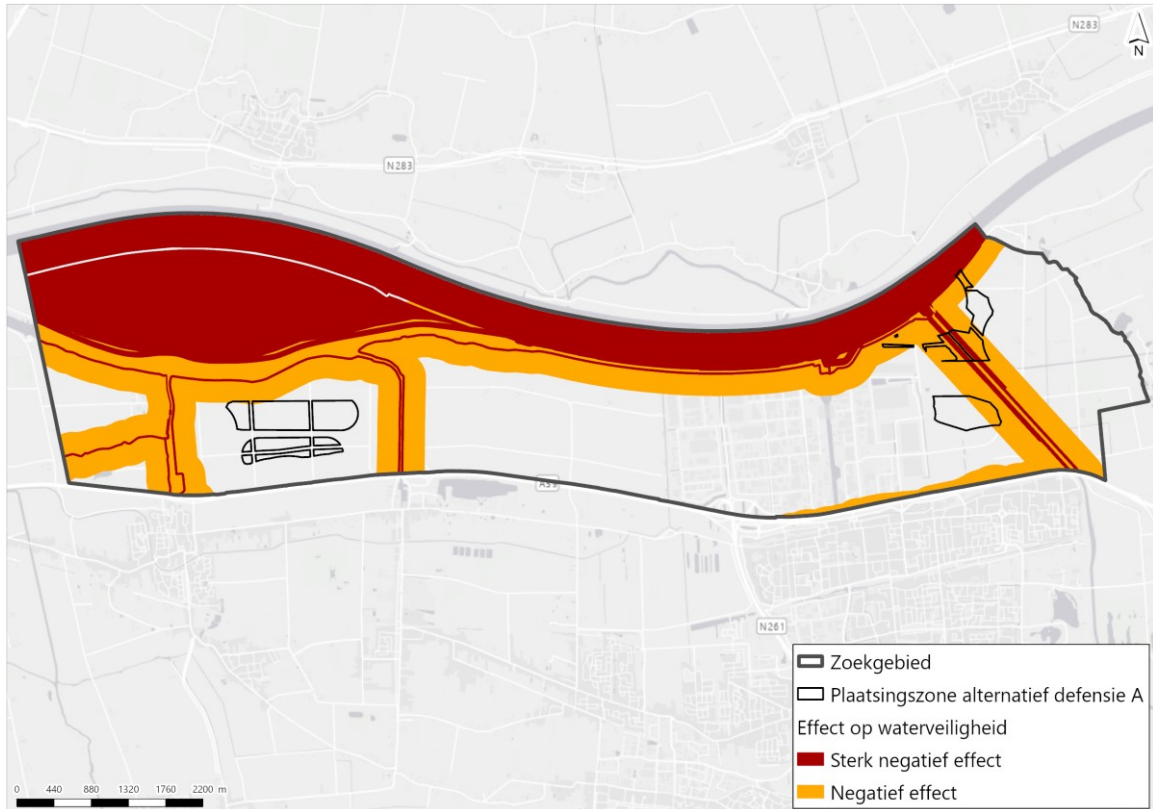 N283
N
N283
A59
N261
Zoekgebied
Plaatsingszone alternatief defensie A
Effect op waterveiligheid
Sterk negatief effect
Negatief effect
0 440 880 1320 1760 2200 m